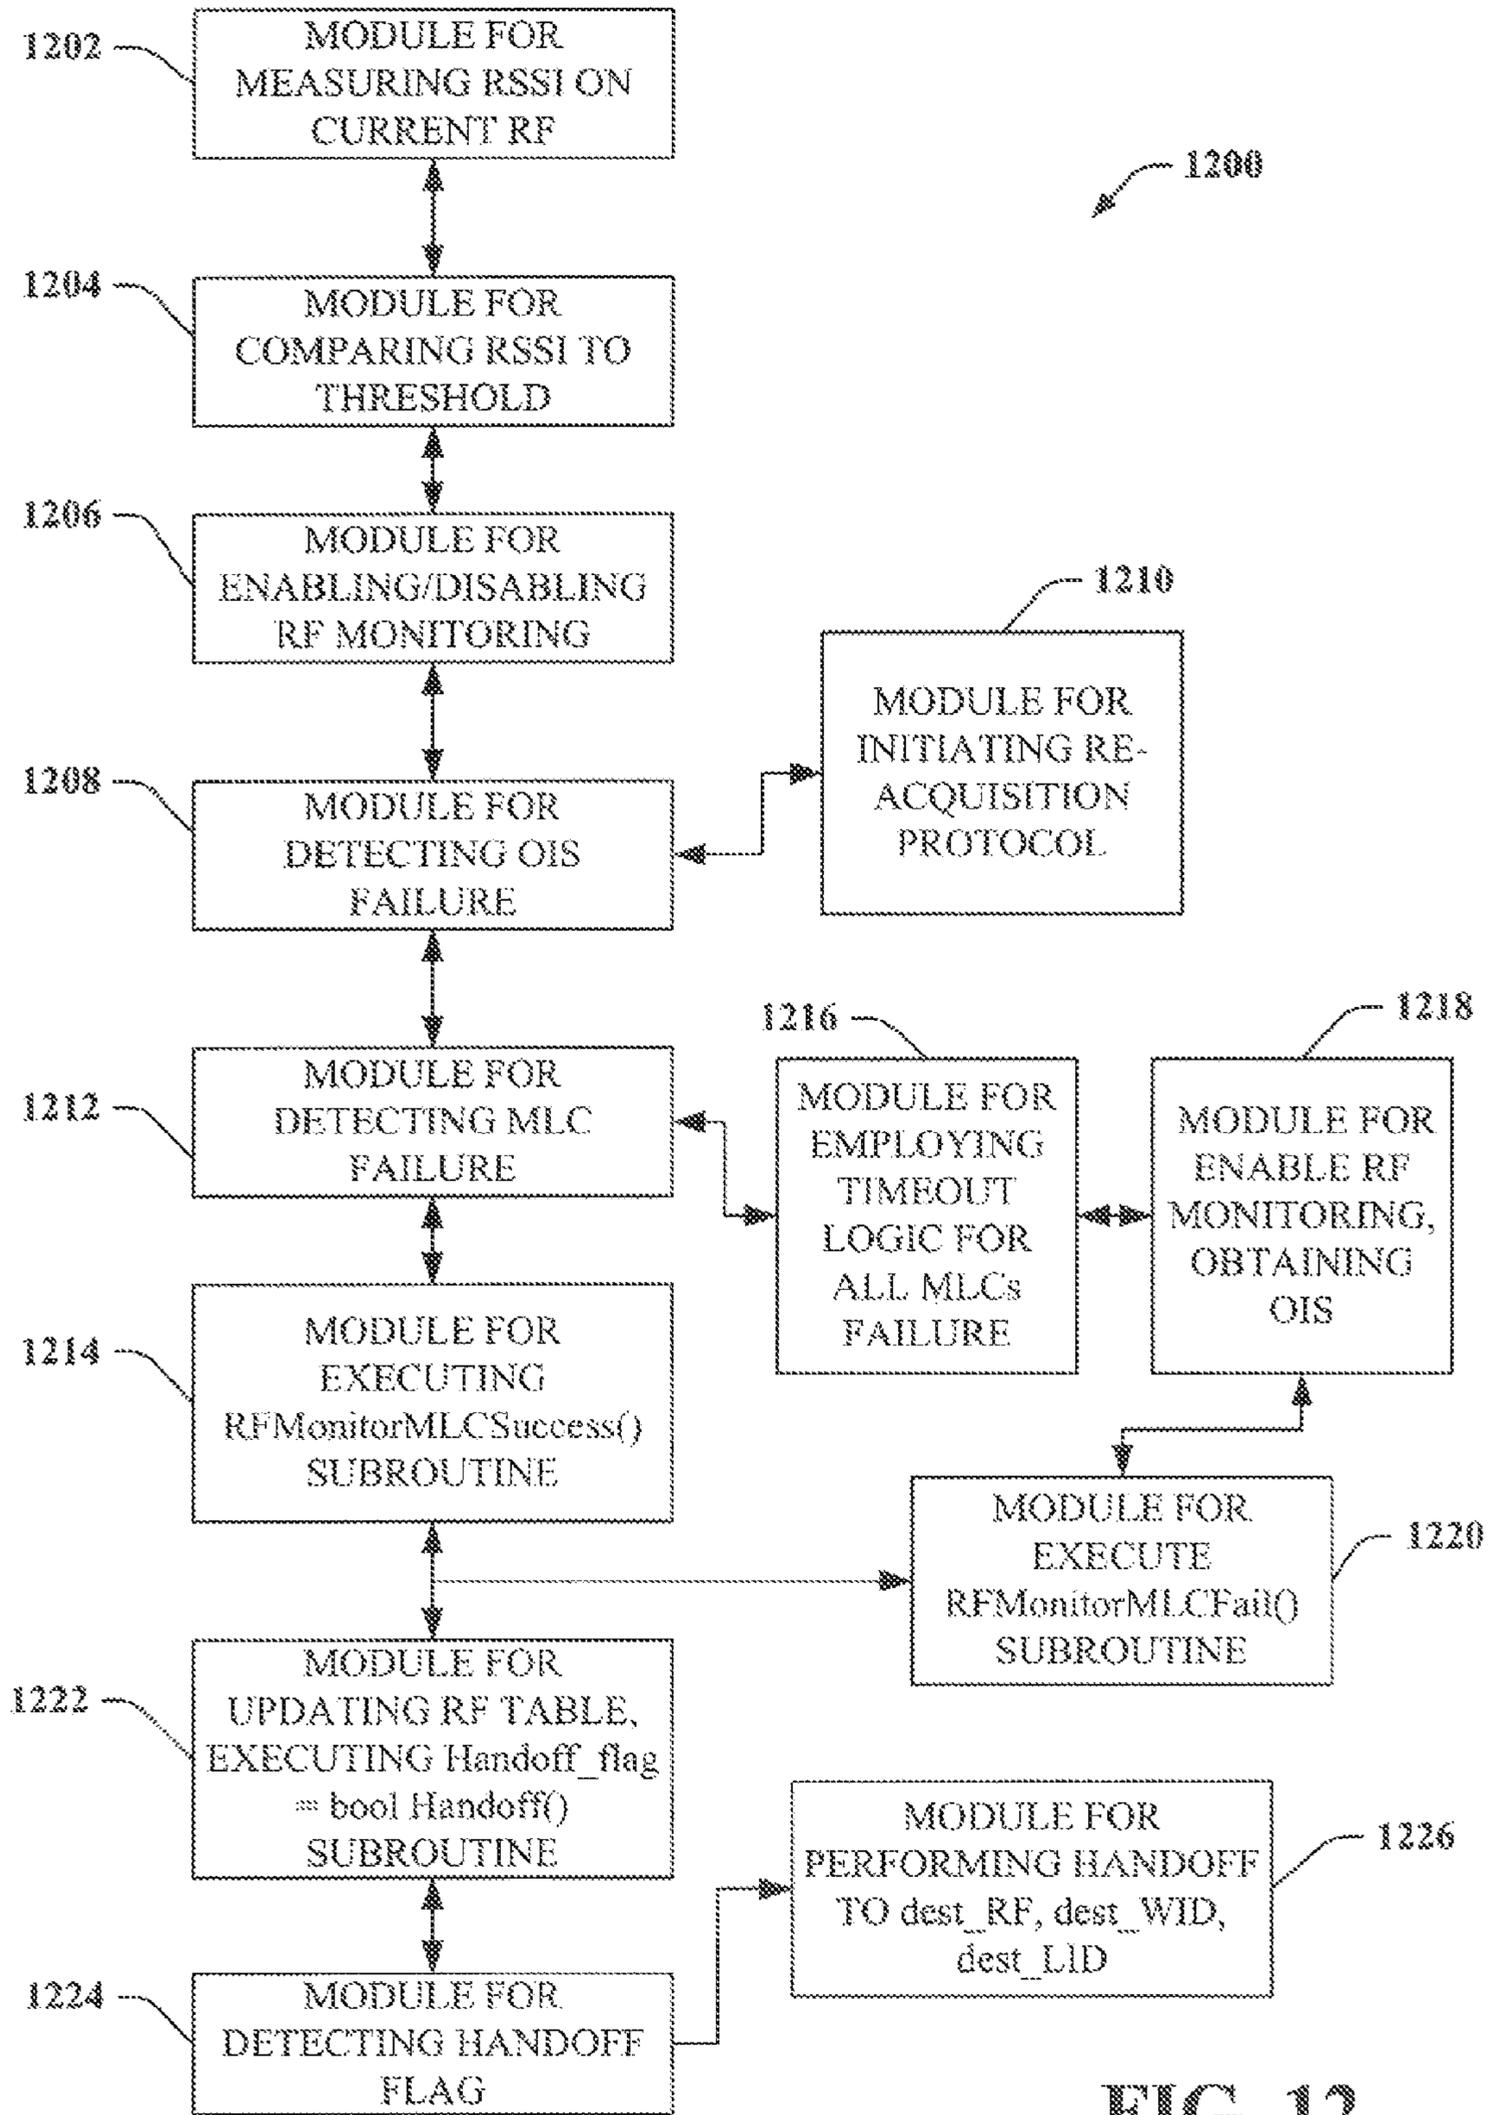 1202
MODULE FOR
MEASURING RSSI ON
CURRENT RF
1200
1204
MODULE FOR
COMPARING RSSI TO
THRESHOLD
1206
MODULE FOR
ENABLING/DISABLING
RF MONITORING
1210
MODULE FOR
INITIATING RE-
ACQUISITION
PROTOCOL
1208
MODULE FOR
DETECTING OIS
FAILURE
1212
MODULE FOR
DETECTING MLC
FAILURE
1216
MODULE FOR
EMPLOYING
TIMEOUT
LOGIC FOR
ALL MLCs
FAILURE
1218
MODULE FOR
ENABLE RF
MONITORING,
OBTAINING
OIS
1214
MODULE FOR
EXECUTING
RFMonitorMLCSuccess()
SUBROUTINE
1220
MODULE FOR
EXECUTE
RFMonitorMLCFail()
SUBROUTINE
1222
MODULE FOR
UPDATING RF TABLE,
EXECUTING Handoff_flag
= bool Handoff()
SUBROUTINE
1226
MODULE FOR
PERFORMING HANDOFF
TO dest_RF, dest_WID,
dest_LID
1224
MODULE FOR
DETECTING HANDOFF
FLAG
FIG. 12